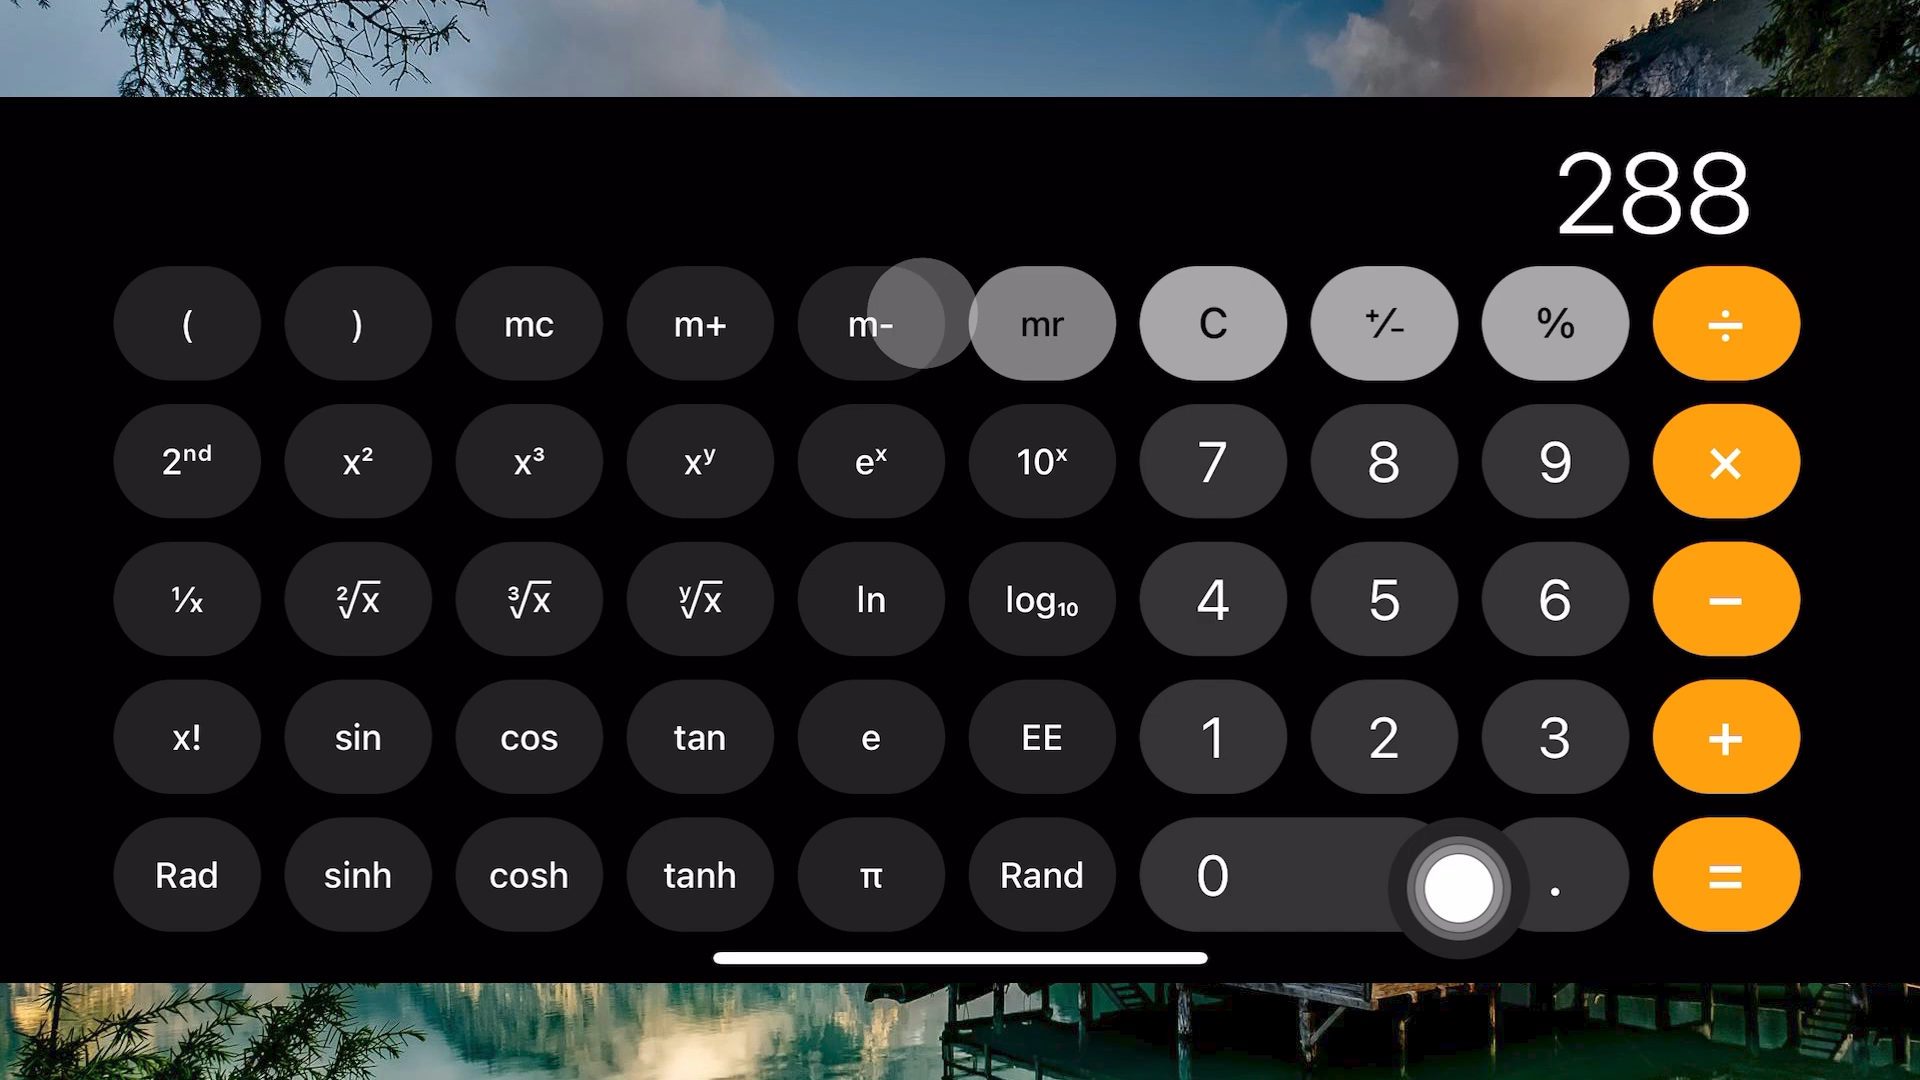 288
( ) mc m+ m- mr C ⁺⁄₋ % ÷
2ⁿᵈ x² x³ xʸ eˣ 10ˣ 7 8 9 ×
¹⁄x ²√x ³√x ʸ√x ln log₁₀ 4 5 6 −
x! sin cos tan e EE 1 2 3 +
Rad sinh cosh tanh π Rand 0 . =